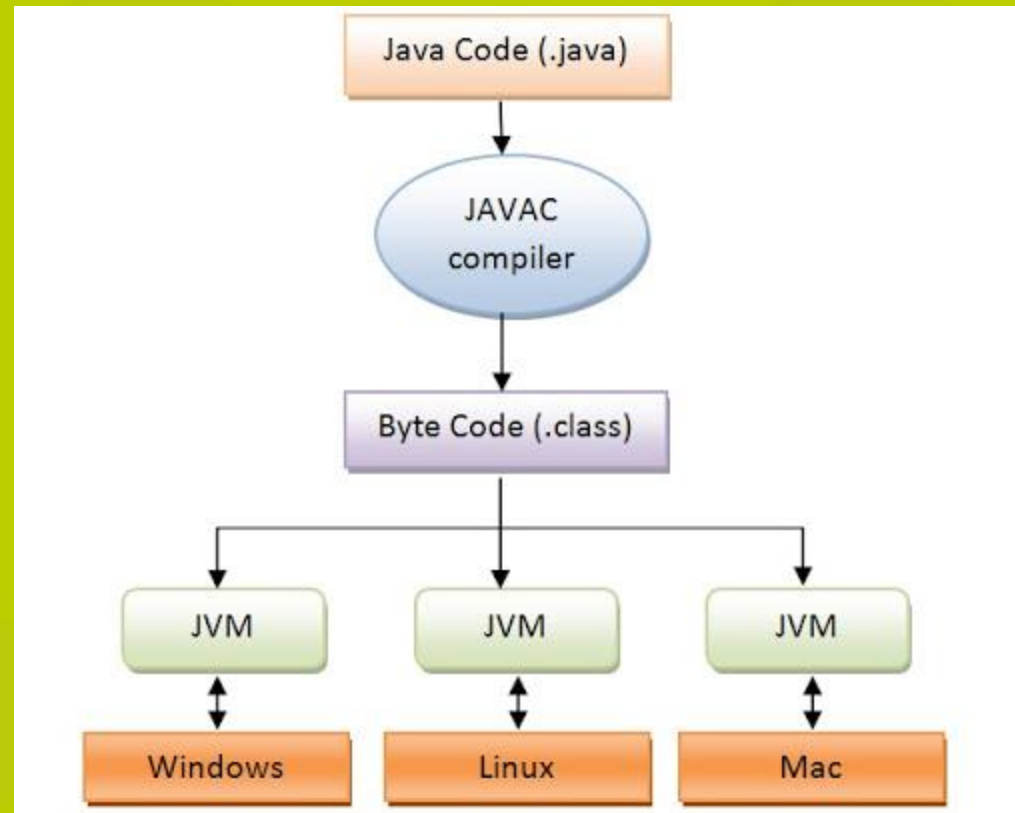 Java Code (.java)
JAVAC
compiler
Byte Code (.class)
JVM
JVM
JVM
Windows
Linux
Mac